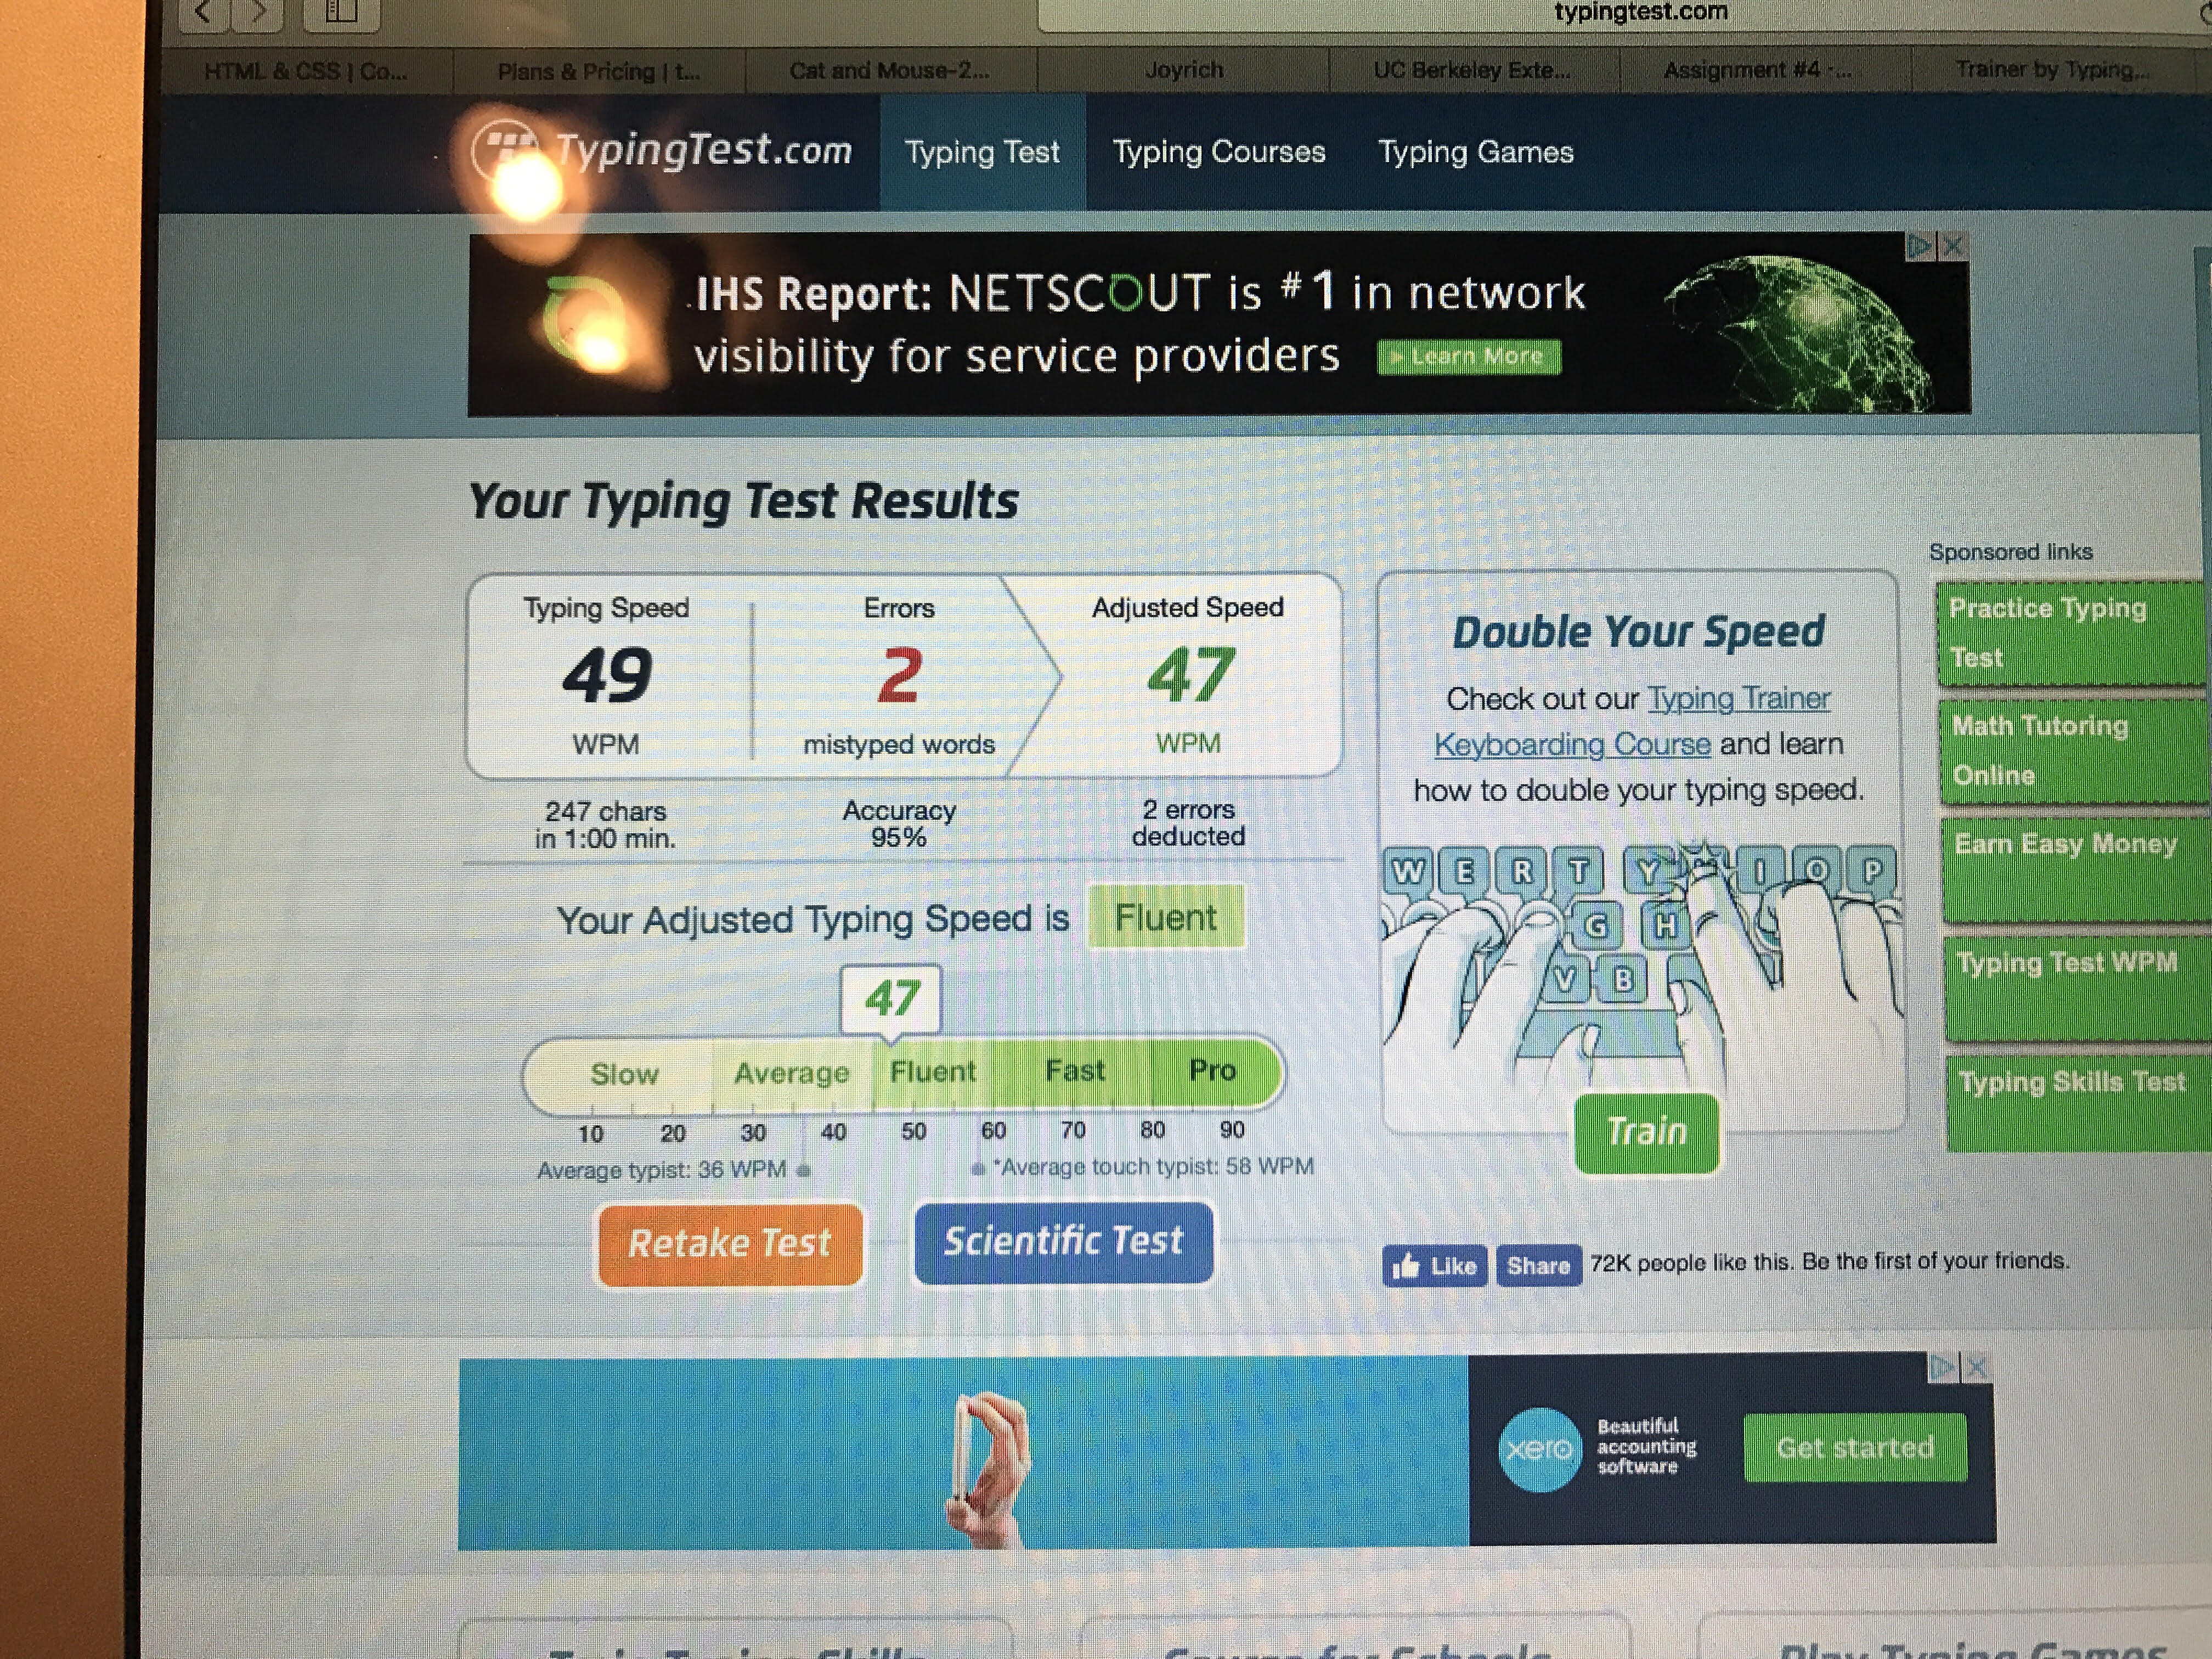 typingtest.com
HTML & CSS | Co...
Plans & Pricing | t...
Cat and Mouse-2...
Joyrich
UC Berkeley Exte...
Assignment #4 -...
Trainer by Typing...
TypingTest.com
Typing Test
Typing Courses
Typing Games
IHS Report: NETSCOUT is #1 in network
visibility for service providers
Learn More
Your Typing Test Results
Typing Speed
49
WPM
247 chars
in 1:00 min.
Errors
2
mistyped words
Accuracy
95%
Adjusted Speed
47
WPM
2 errors
deducted
Your Adjusted Typing Speed is Fluent
47
Slow Average Fluent Fast Pro
10 20 30 40 50 60 70 80 90
Average typist: 36 WPM
*Average touch typist: 58 WPM
Retake Test
Scientific Test
Double Your Speed
Check out our Typing Trainer
Keyboarding Course and learn
how to double your typing speed.
W E R T Y I O P
G H
V B
Train
Like
Share
72K people like this. Be the first of your friends.
Sponsored links
Practice Typing
Test
Math Tutoring
Online
Earn Easy Money
Typing Test WPM
Typing Skills Test
xero
Beautiful
accounting
software
Get started
Play Typing Games